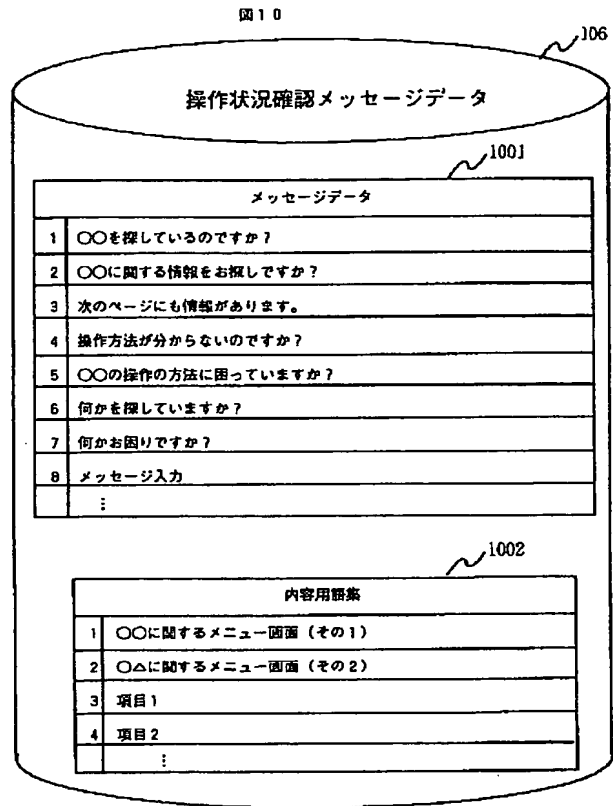 図10
106
操作状況確認メッセージデータ
1001
メッセージデータ
1 〇〇を探しているのですか?
2 〇〇に関する情報をお探しですか?
3 次のページにも情報があります。
4 操作方法が分からないのですか?
5 〇〇の操作の方法に困っていますか?
6 何かを探していますか?
7 何かお困りですか?
8 メッセージ入力
⋮
1002
内容用語集
1 〇〇に関するメニュー画面(その1)
2 〇△に関するメニュー画面(その2)
3 項目1
4 項目2
⋮